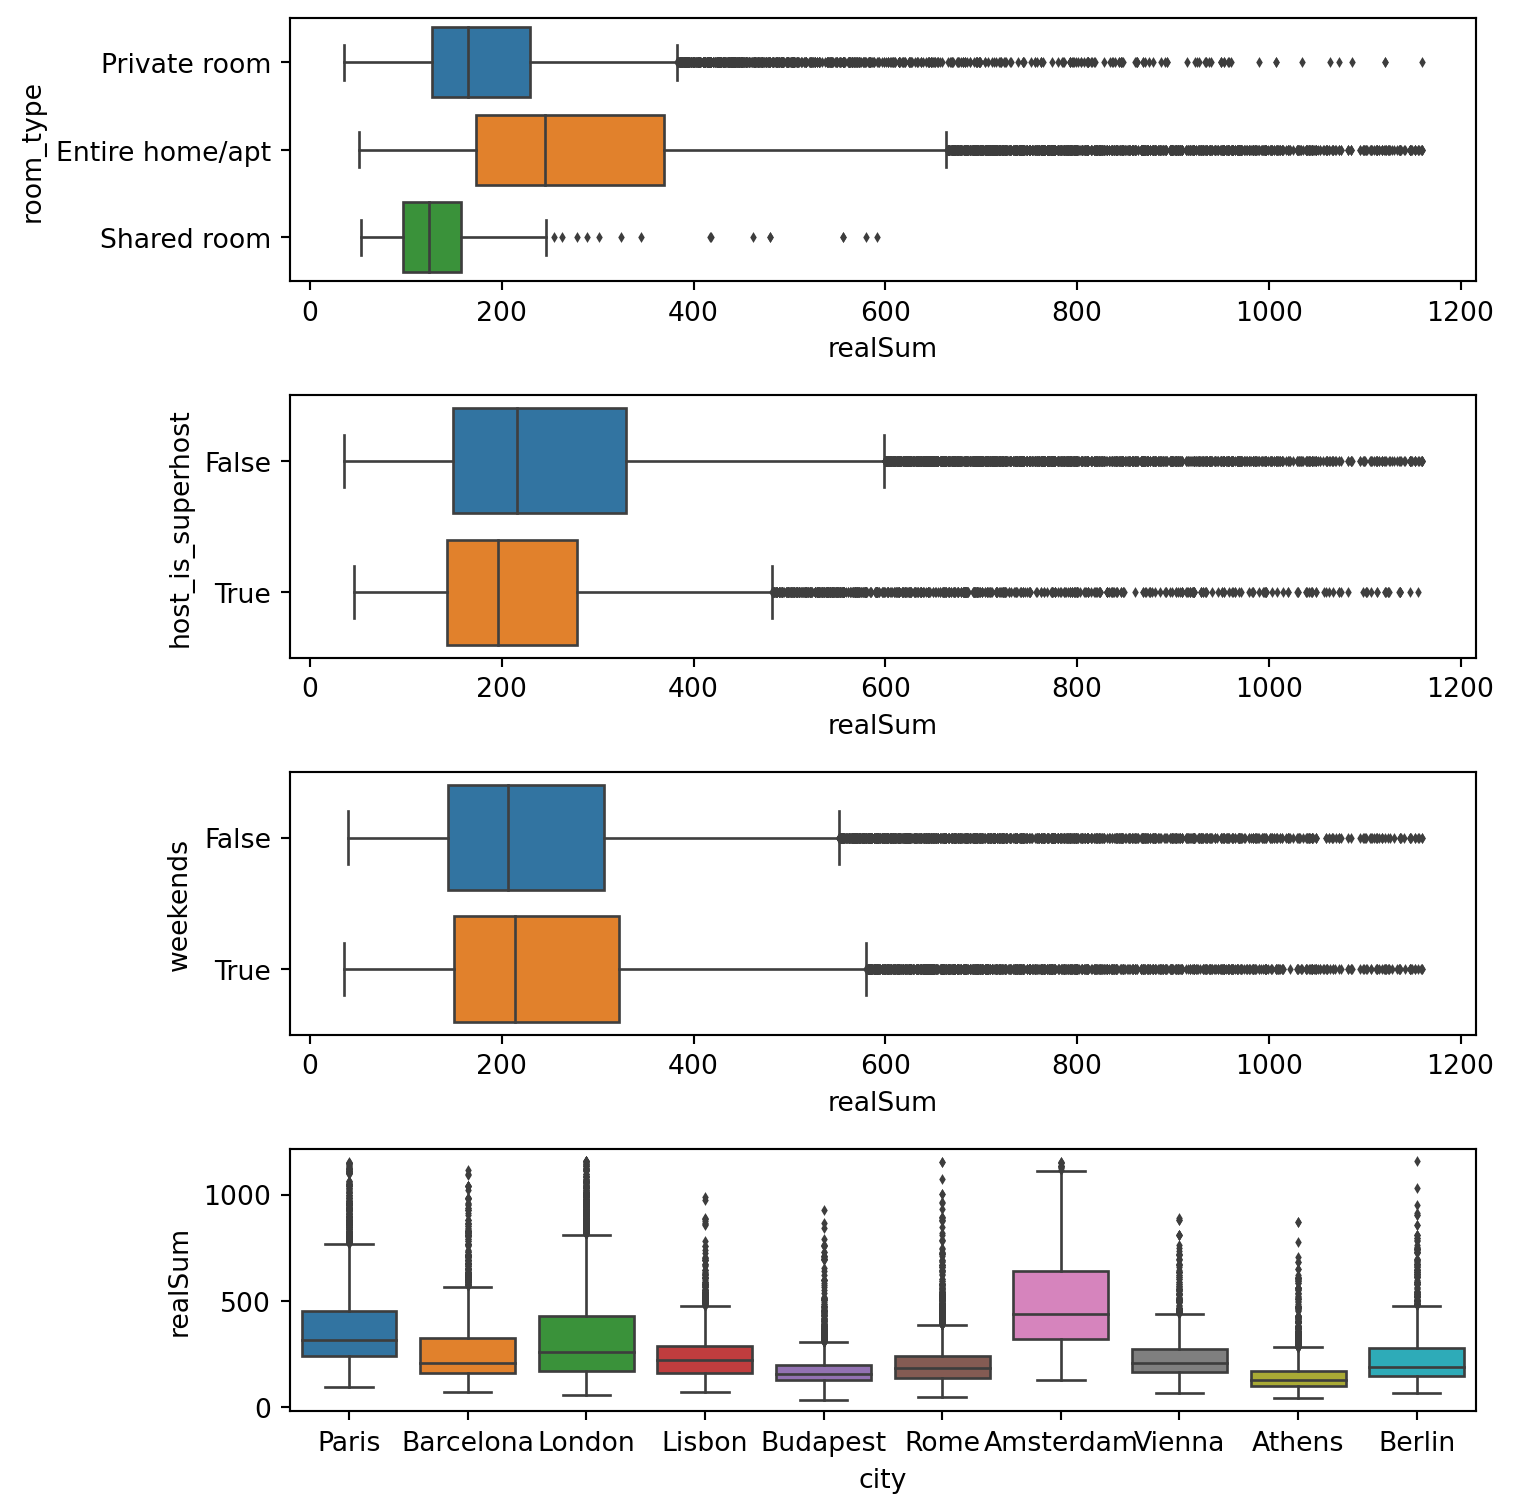 room_type
Private room
Entire home/apt
Shared room
0 200 400 600 800 1000 1200
realSum
host_is_superhost
False
True
0 200 400 600 800 1000 1200
realSum
weekends
False
True
0 200 400 600 800 1000 1200
realSum
realSum
1000
500
0
Paris Barcelona London Lisbon Budapest Rome Amsterdam Vienna Athens Berlin
city